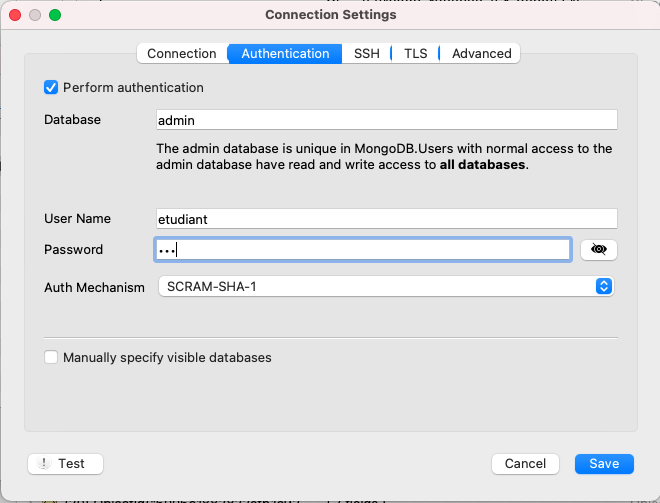 Connection Settings
Connection Authentication SSH TLS Advanced
Perform authentication
Database admin
The admin database is unique in MongoDB.Users with normal access to the
admin database have read and write access to all databases.
User Name etudiant
Password •••
Auth Mechanism SCRAM-SHA-1
Manually specify visible databases
! Test Cancel Save